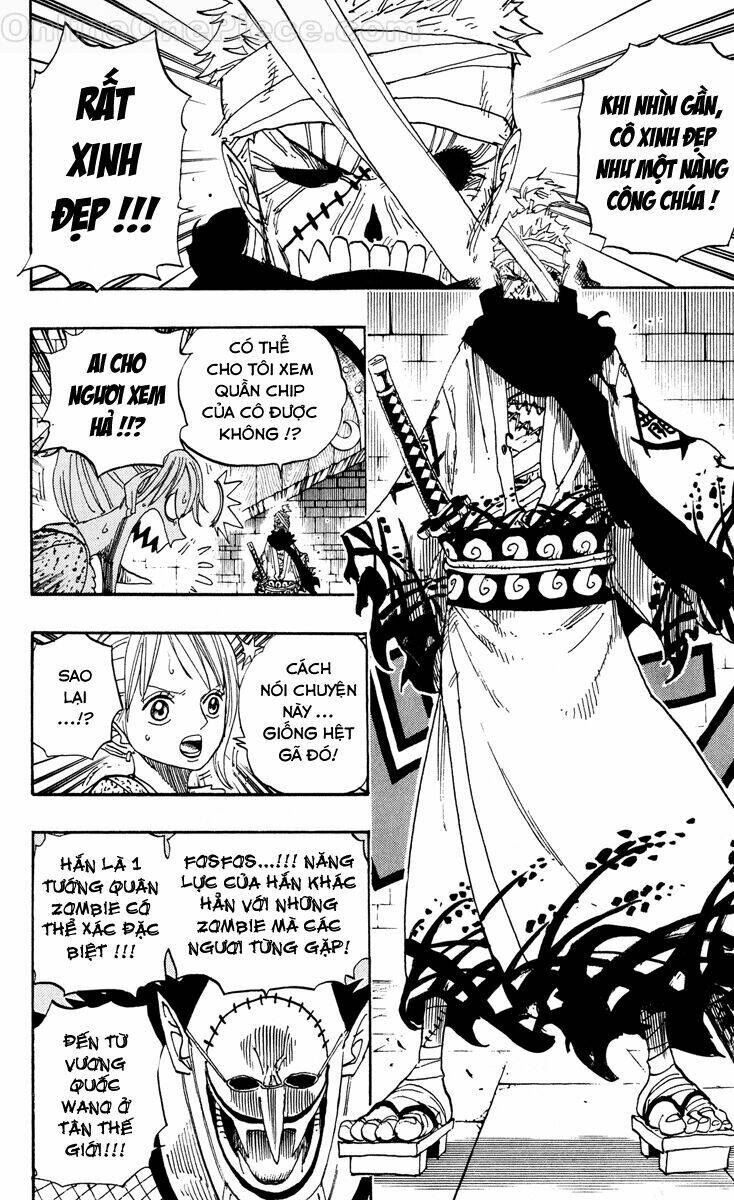 OnlineOnePiece.com
KHI NHÌN GẦN,
CÔ XINH ĐẸP
NHƯ MỘT NÀNG
CÔNG CHÚA !
RẤT
XINH
ĐẸP !!!
CÓ THỂ
CHO TÔI XEM
QUẦN CHIP
CỦA CÔ ĐƯỢC
KHÔNG !?
AI CHO
NGƯƠI XEM
HẢ !!?
CÁCH
NÓI CHUYỆN
NÀY ...
GIỐNG HỆT
GÃ ĐÓ!
SAO
LẠI
...!?
FOSFOS...!!! NĂNG
LỰC CỦA HẮN KHÁC
HẲN VỚI NHỮNG
ZOMBIE MÀ CÁC
NGƯƠI TỪNG GẶP!
HẮN LÀ 1
TƯỚNG QUÂN
ZOMBIE CÓ
THỂ XÁC ĐẶC
BIỆT !!!
ĐẾN TỪ
VƯƠNG
QUỐC
WANO Ở
TÂN THẾ
GIỚI!!!